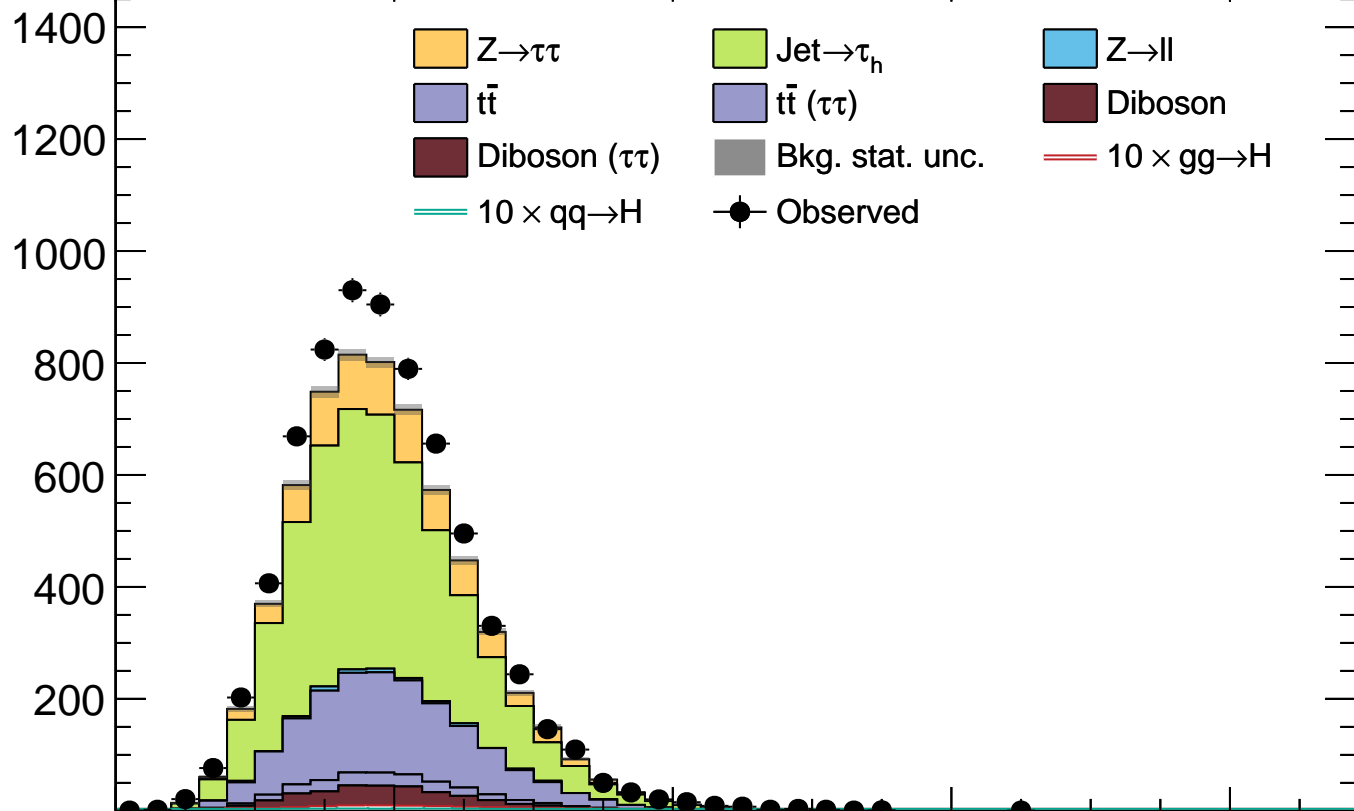 1400
1200
1000
800
600
400
200
Z→ττ
Jet→τₕ
Z→ll
tt̄
tt̄ (ττ)
Diboson
Diboson (ττ)
Bkg. stat. unc.
10 × gg→H
10 × qq→H
Observed